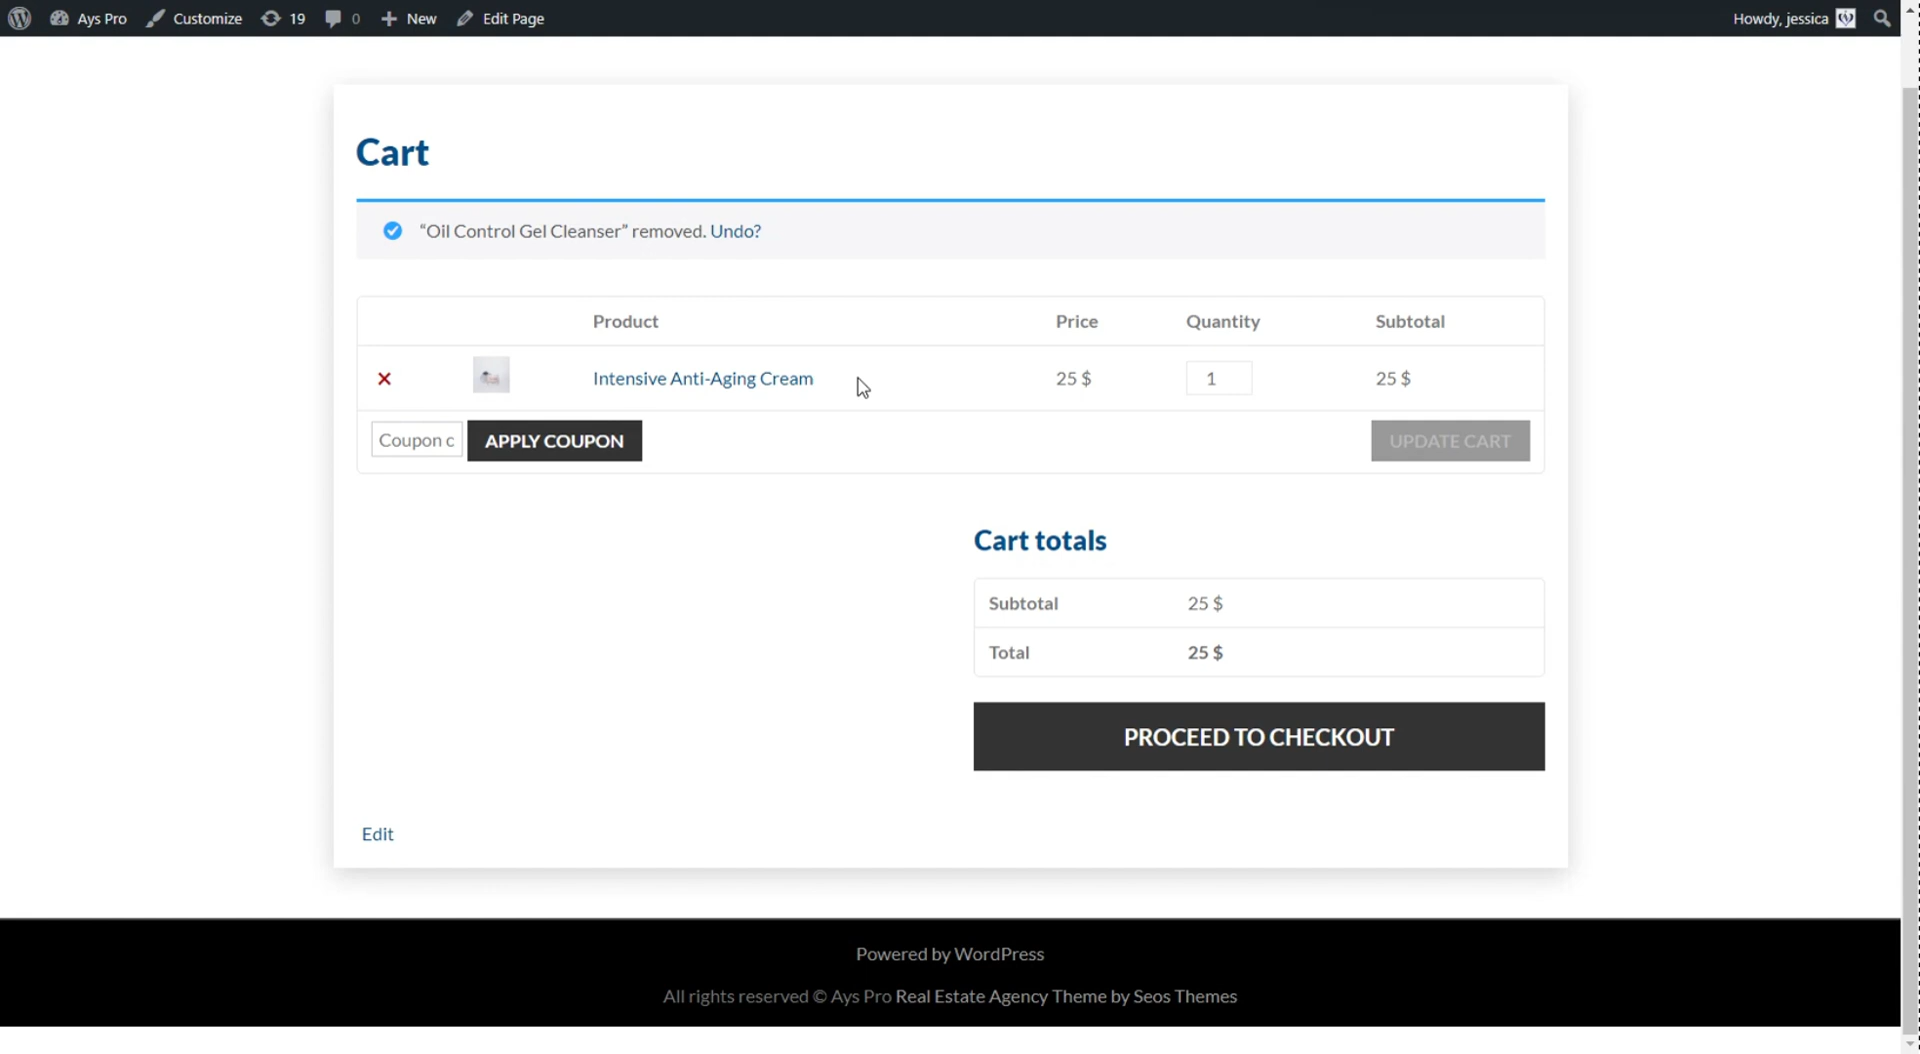 Ays Pro Customize 19 0 New Edit Page Howdy, jessica
Cart
“Oil Control Gel Cleanser” removed. Undo?
Product Price Quantity Subtotal
× Intensive Anti-Aging Cream 25 $ 1 25 $
Coupon c APPLY COUPON UPDATE CART
Cart totals
Subtotal 25 $
Total 25 $
PROCEED TO CHECKOUT
Edit
Powered by WordPress
All rights reserved © Ays Pro Real Estate Agency Theme by Seos Themes